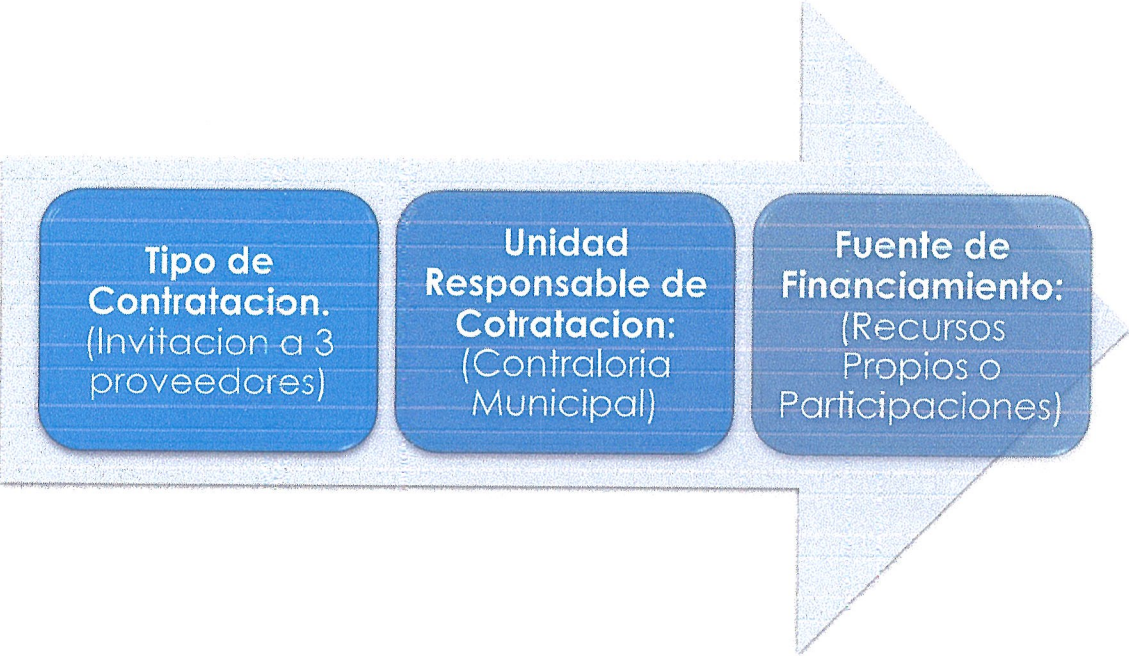 Tipo de
Contratacion.
(Invitacion a 3
proveedores)
Unidad
Responsable de
Cotratacion:
(Contraloria
Municipal)
Fuente de
Financiamiento:
(Recursos
Propios o
Participaciones)